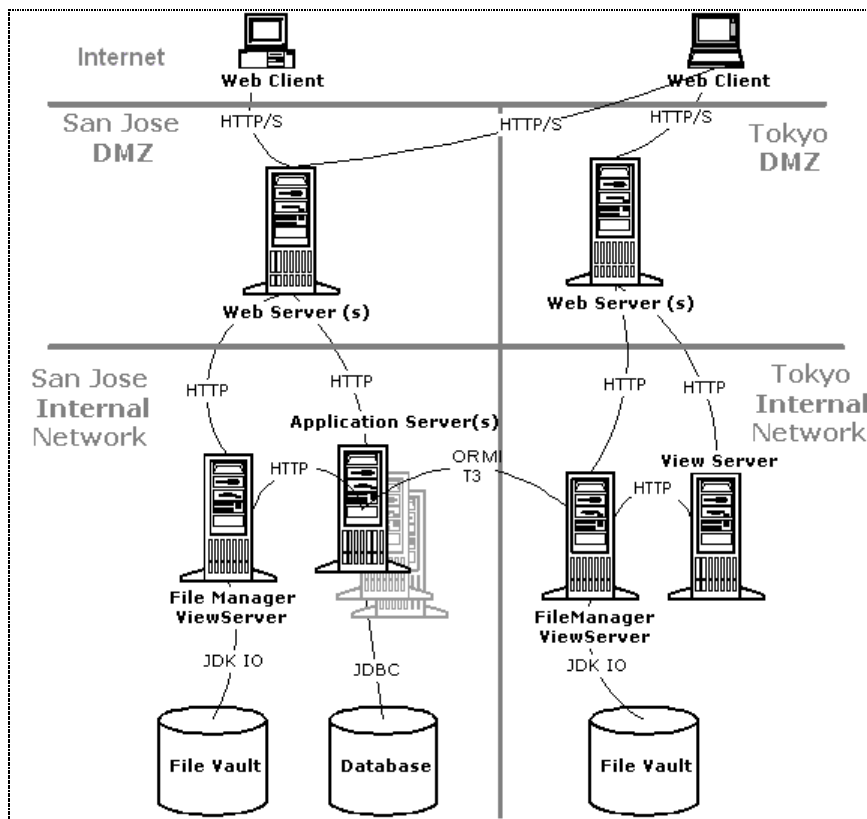 Internet
Web Client
Web Client
San Jose
DMZ
HTTP/S
HTTP/S
HTTP/S
Tokyo
DMZ
Web Server (s)
Web Server (s)
San Jose
Internal
Network
HTTP
HTTP
HTTP
HTTP
Tokyo
Internal
Network
Application Server(s)
ORMI
T3
View Server
HTTP
HTTP
File Manager
ViewServer
FileManager
ViewServer
JDK IO
JDBC
JDK IO
File Vault
Database
File Vault